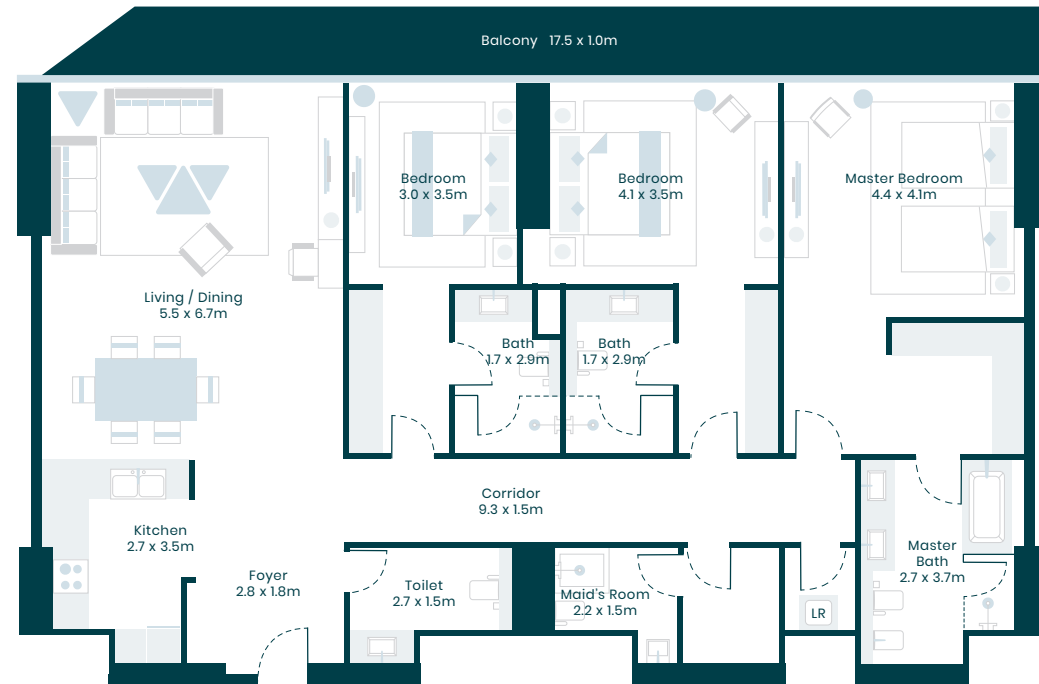 Balcony 17.5 x 1.0m
Bedroom
3.0 x 3.5m
Bedroom
4.1 x 3.5m
Master Bedroom
4.4 x 4.1m
Living / Dining
5.5 x 6.7m
Bath
1.7 x 2.9m
Bath
1.7 x 2.9m
Corridor
9.3 x 1.5m
Kitchen
2.7 x 3.5m
Master
Bath
2.7 x 3.7m
Foyer
2.8 x 1.8m
Toilet
2.7 x 1.5m
Maid's Room
2.2 x 1.5m
LR